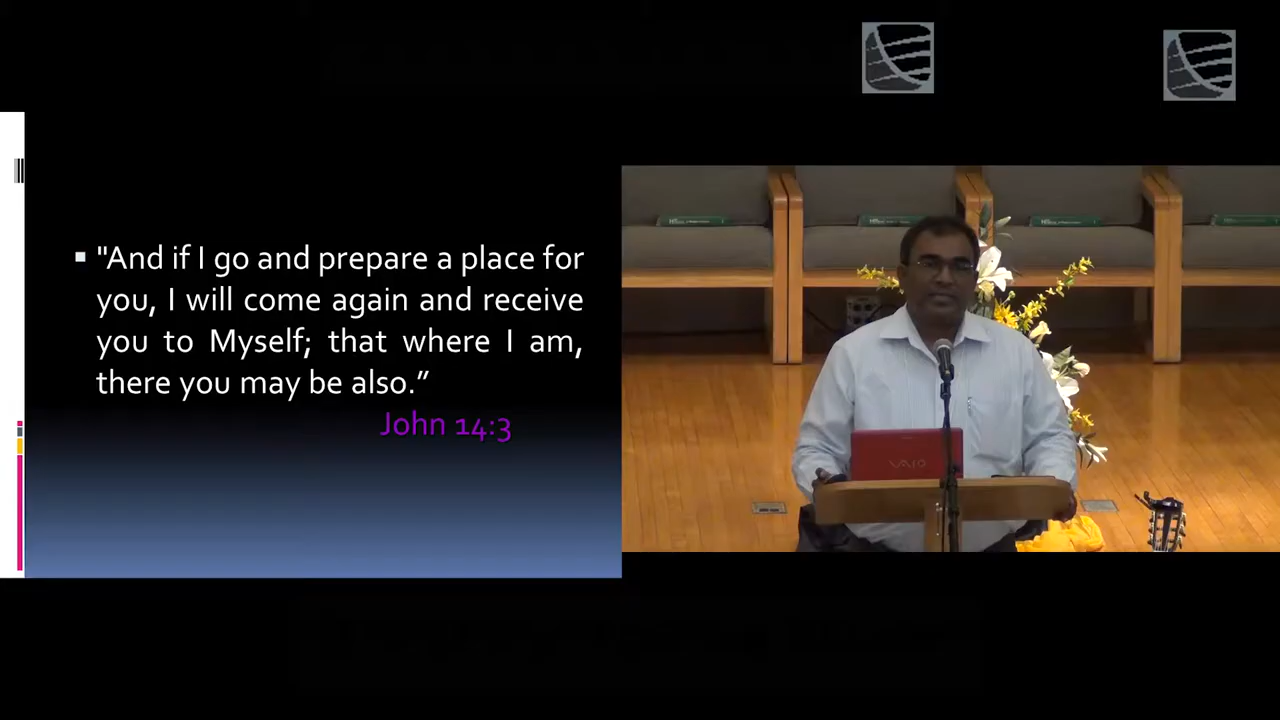 "And if I go and prepare a place for
you, I will come again and receive
you to Myself; that where I am,
there you may be also.”
John 14:3
VAIO